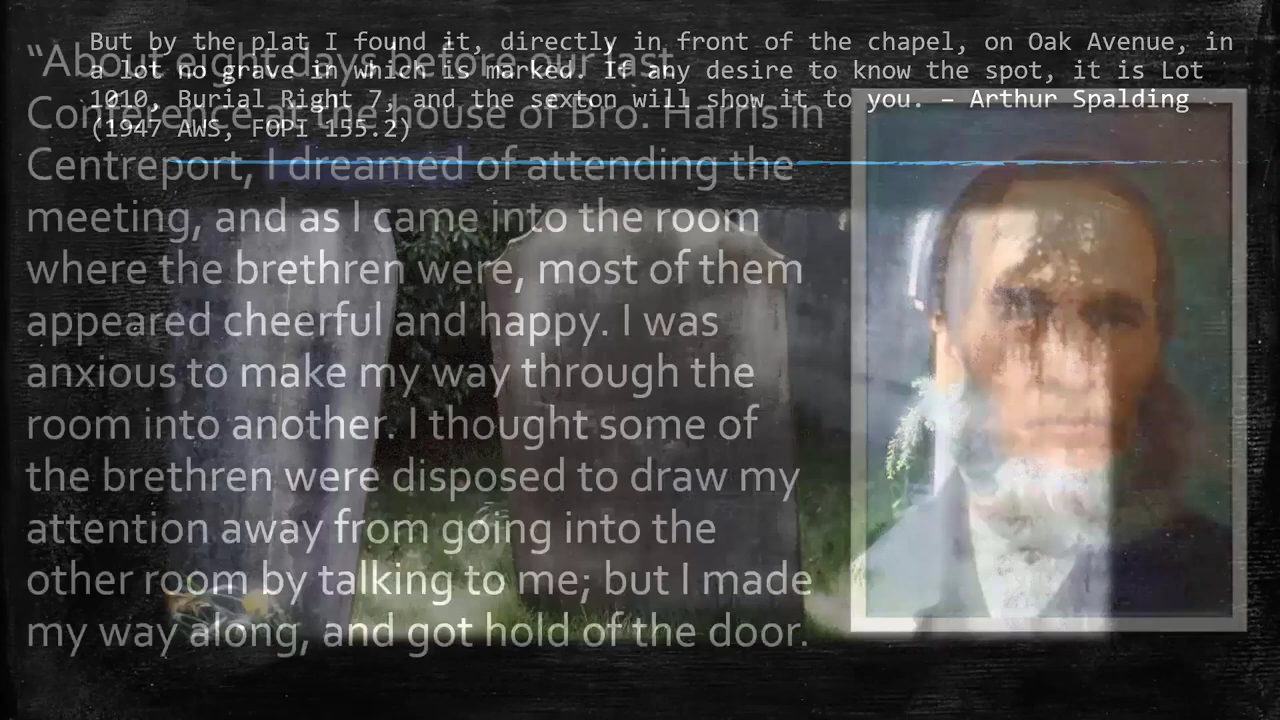 But by the plat I found it, directly in front of the chapel, on Oak Avenue, in
a lot no grave in which is marked. If any desire to know the spot, it is Lot
1010, Burial Right 7, and the sexton will show it to you. – Arthur Spalding
(1947 AWS, FOPI 155.2)
“About eight days before our last
Conference at the house of Bro. Harris in
Centreport, I dreamed of attending the
meeting, and as I came into the room
where the brethren were, most of them
appeared cheerful and happy. I was
anxious to make my way through the
room into another. I thought some of
the brethren were disposed to draw my
attention away from going into the
other room by talking to me; but I made
my way along, and got hold of the door.